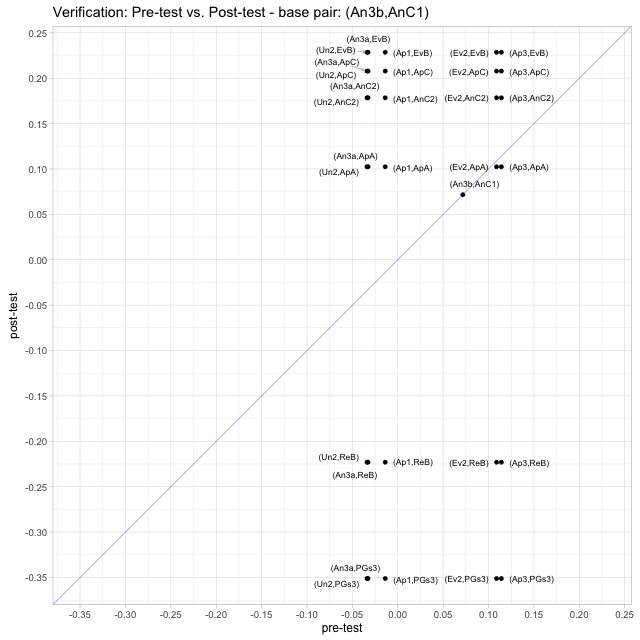 Verification: Pre-test vs. Post-test - base pair: (An3b,AnC1)
0.25
(An3a,EvB)
(Un2,EvB)
(Ap1,EvB)
(Ev2,EvB)
(Ap3,EvB)
(An3a,ApC)
(Un2,ApC)
(Ap1,ApC)
(Ev2,ApC)
(Ap3,ApC)
0.20
(An3a,AnC2)
(Un2,AnC2)
(Ap1,AnC2)
(Ev2,AnC2)
(Ap3,AnC2)
0.15
(An3a,ApA)
(Un2,ApA)
(Ap1,ApA)
(Ev2,ApA)
(Ap3,ApA)
0.10
(An3b,AnC1)
0.05
0.00
-0.05
-0.10
-0.15
-0.20
(Un2,ReB)
(An3a,ReB)
(Ap1,ReB)
(Ev2,ReB)
(Ap3,ReB)
-0.25
-0.30
(An3a,PGs3)
(Un2,PGs3)
(Ap1,PGs3)
(Ev2,PGs3)
(Ap3,PGs3)
-0.35
post-test
-0.35 -0.30 -0.25 -0.20 -0.15 -0.10 -0.05 0.00 0.05 0.10 0.15 0.20 0.25
pre-test